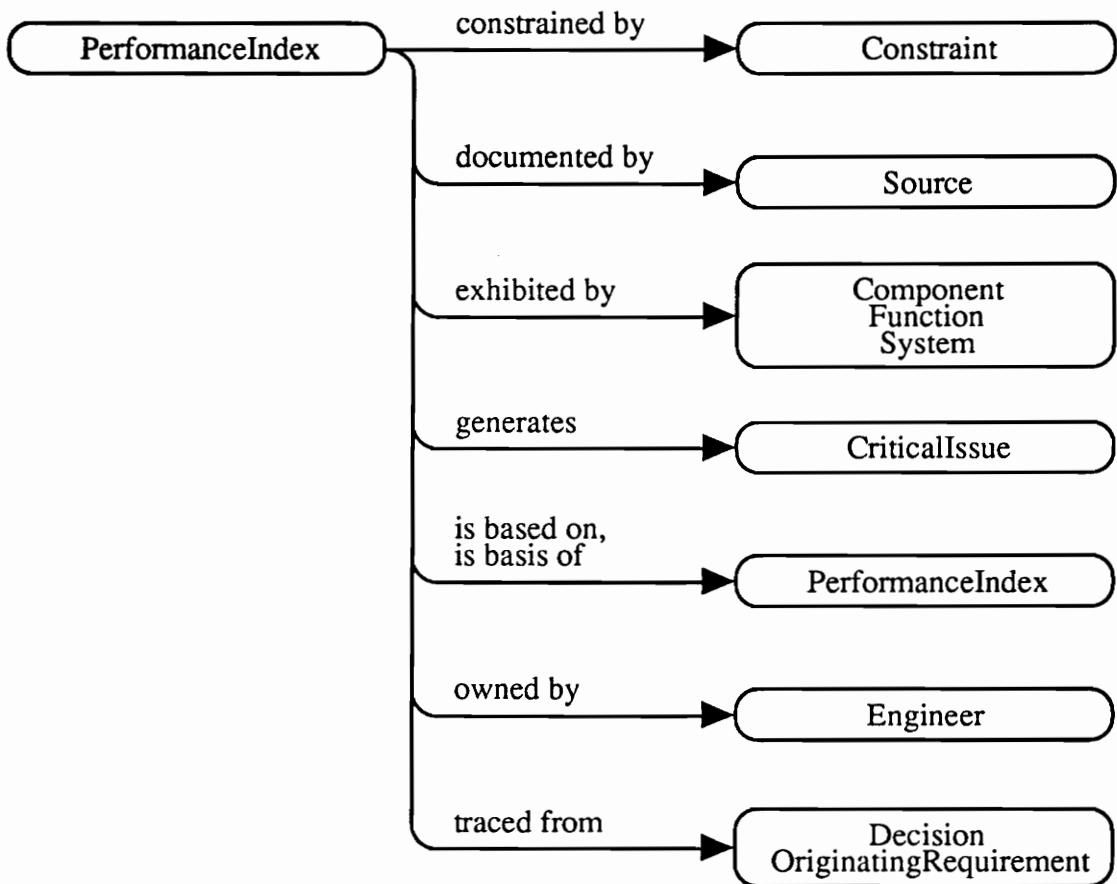 PerformanceIndex
constrained by
Constraint
documented by
Source
exhibited by
Component
Function
System
generates
CriticalIssue
is based on,
is basis of
PerformanceIndex
owned by
Engineer
traced from
Decision
OriginatingRequirement